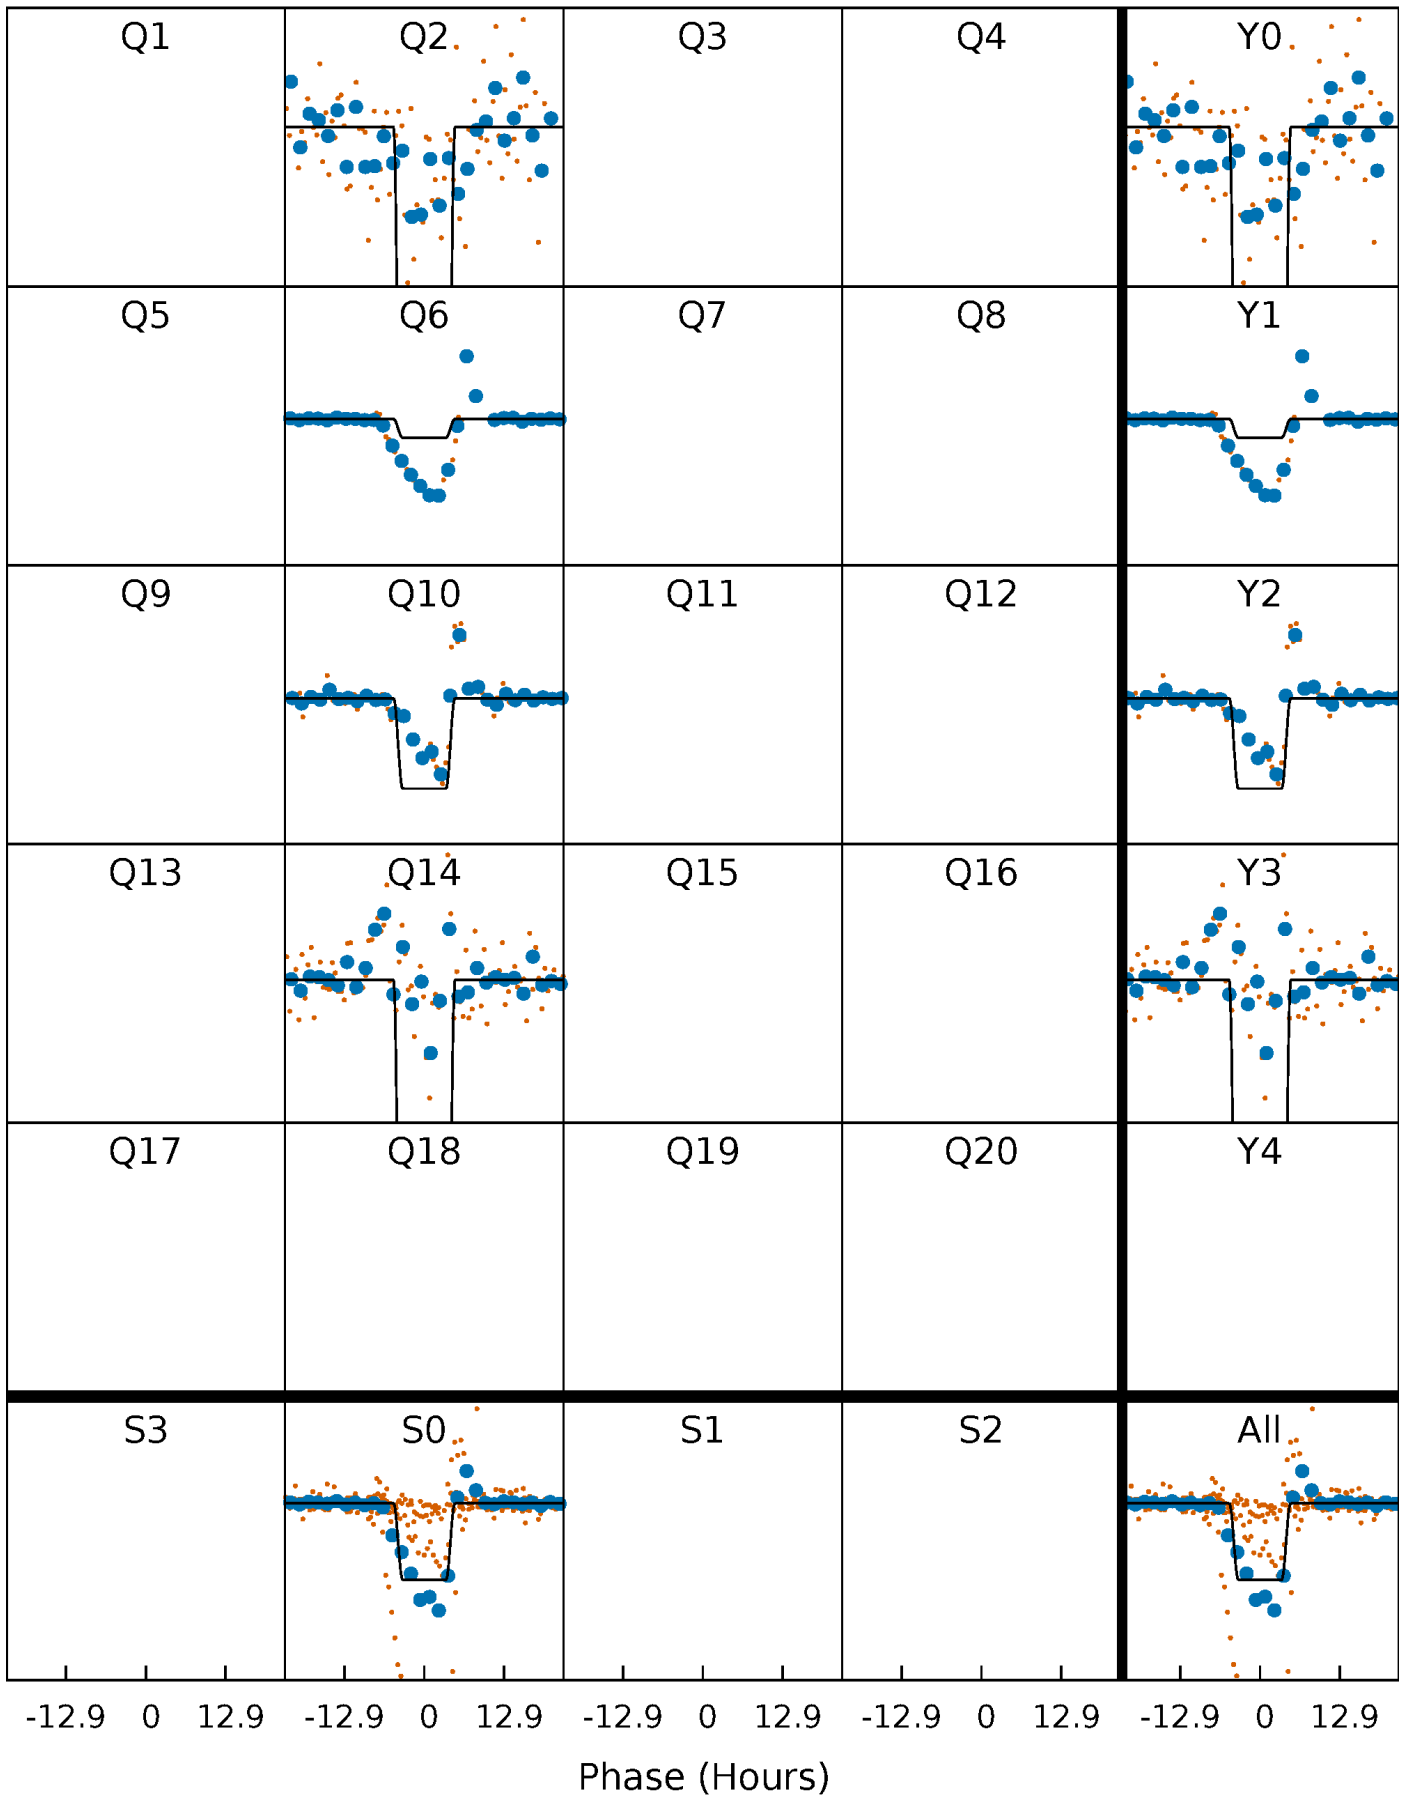 Q1 Q2 Q3 Q4 Y0
Q5 Q6 Q7 Q8 Y1
Q9 Q10 Q11 Q12 Y2
Q13 Q14 Q15 Q16 Y3
Q17 Q18 Q19 Q20 Y4
S3 S0 S1 S2 All
-12.9 0 12.9 -12.9 0 12.9 -12.9 0 12.9 -12.9 0 12.9 -12.9 0 12.9
Phase (Hours)